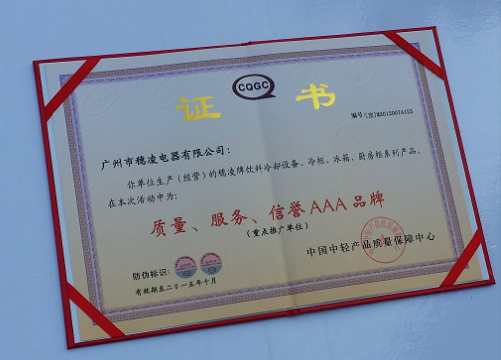 CQGC
证 书
编号:(注)M20120070153
广州市穗凌电器有限公司:
你单位生产(经营)的穗凌牌饮料冷却设备、冷柜、冰箱、厨房柜系列产品,
在本次活动中为:
质量、服务、信誉AAA品牌
(重点推广单位)
中国中轻产品质量保障中心
防伪标识:
有效期至二〇一五年十月